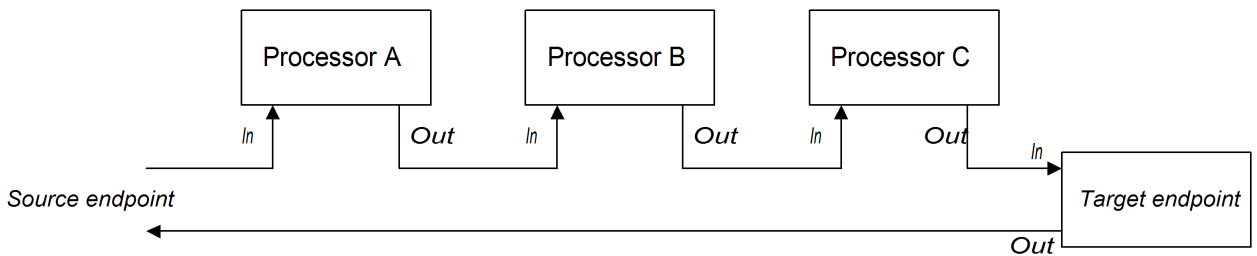 Processor A
Processor B
Processor C
In
Out
In
Out
In
Out
In
Source endpoint
Target endpoint
Out